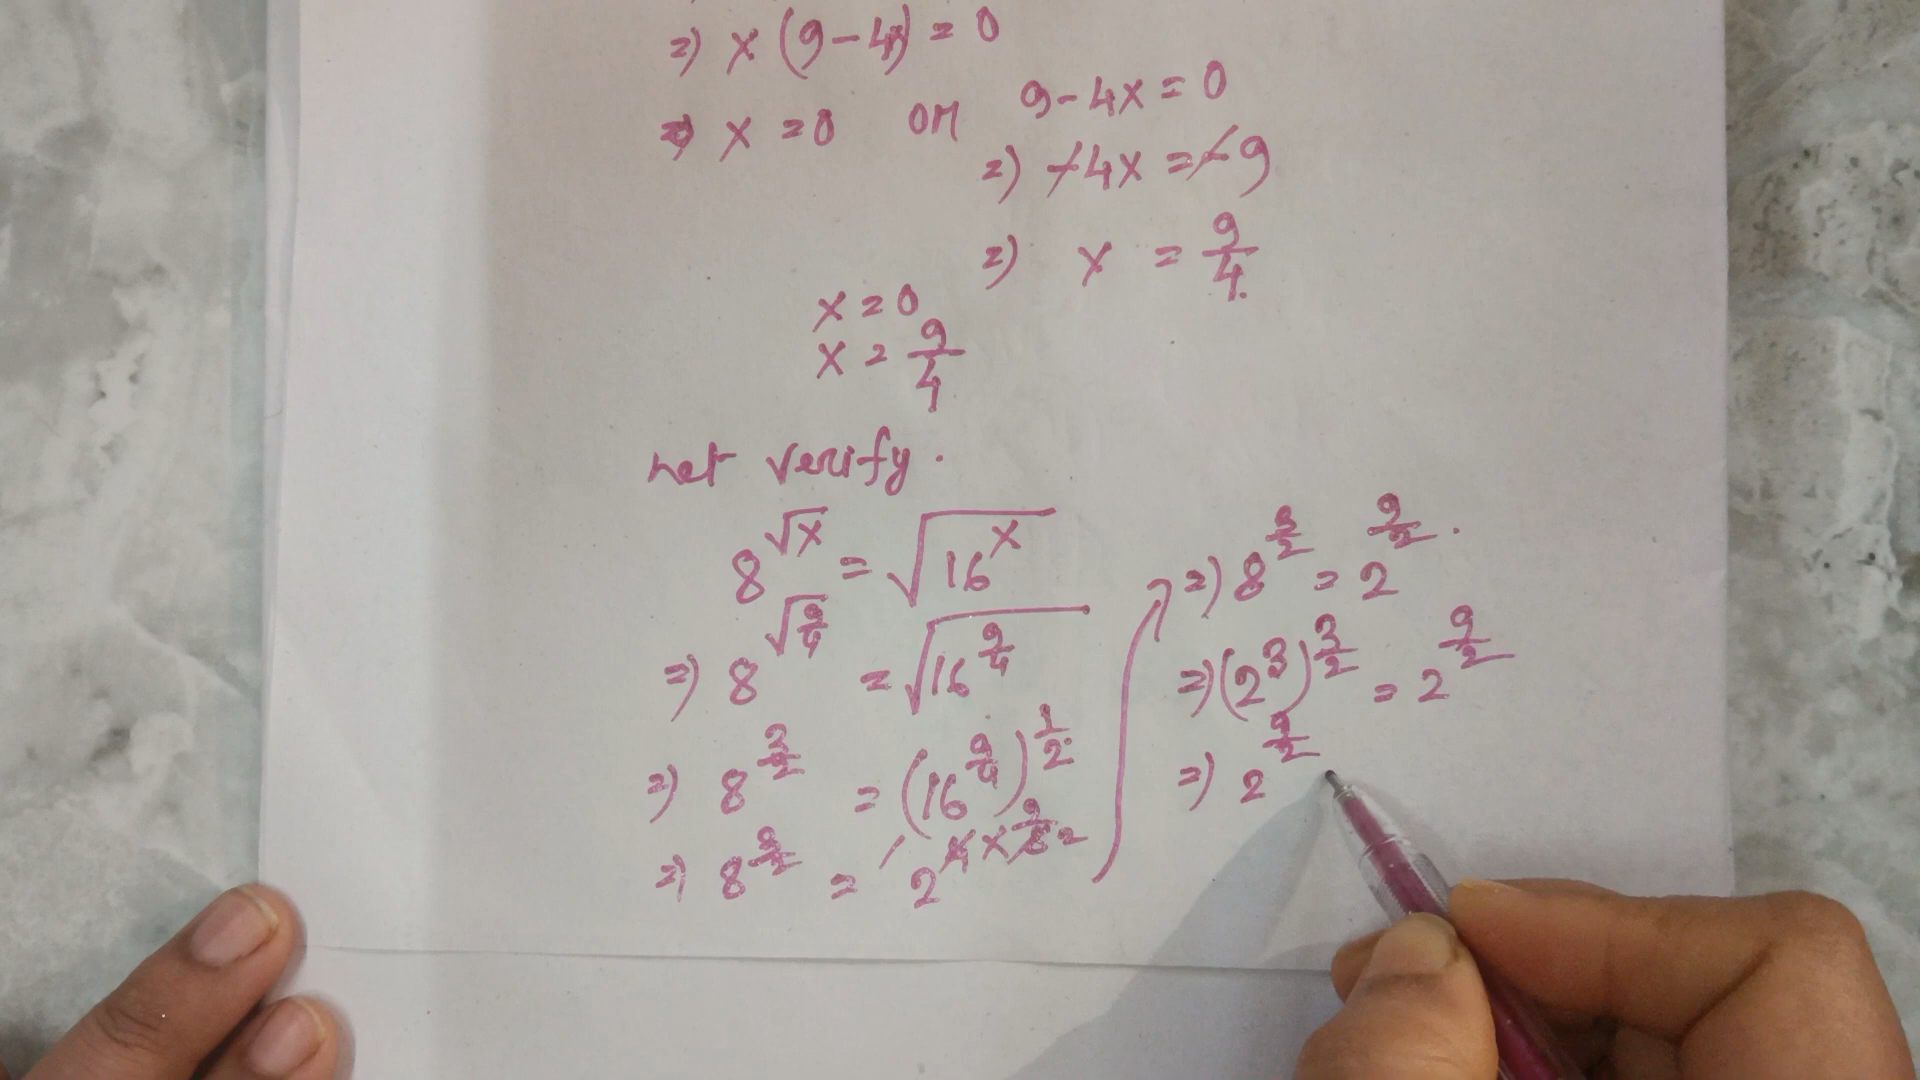 =) x (9-4x) = 0
=> x = 0 or 9-4x = 0
=) -4x = -9
=) x = 9/4.
x = 0
x = 9/4
Let verify.
8^√x = √(16^x)
=) 8^√(9/4) = √(16^(9/4))
=) 8^(3/2) = (16^(9/4))^(1/2)
=) 8^(3/2) = 2^(4×9/8) 2
=) 8^(3/2) = 2^(9/2).
=) (2^3)^(3/2) = 2^(9/2)
=) 2^(9/2)